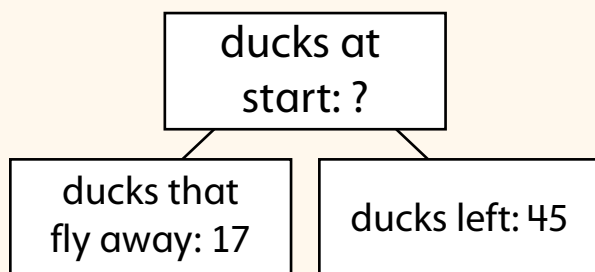 ducks at
start: ?
ducks that
fly away: 17
ducks left: 45